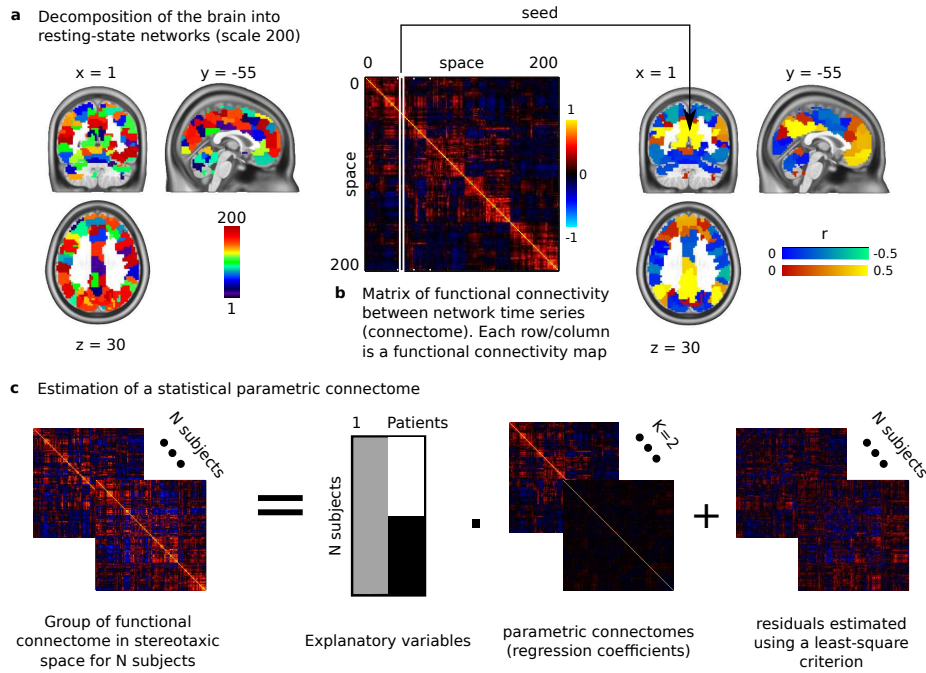 a Decomposition of the brain into
resting-state networks (scale 200)
x = 1
y = -55
200
1
z = 30
seed
0
space
200
0
space
200
1
0
-1
b Matrix of functional connectivity
between network time series
(connectome). Each row/column
is a functional connectivity map
x = 1
y = -55
r
0
-0.5
0
0.5
z = 30
c Estimation of a statistical parametric connectome
N subjects
Group of functional
connectome in stereotaxic
space for N subjects
=
1
Patients
N subjects
Explanatory variables
.
K=2
parametric connectomes
(regression coefficients)
+
N subjects
residuals estimated
using a least-square
criterion